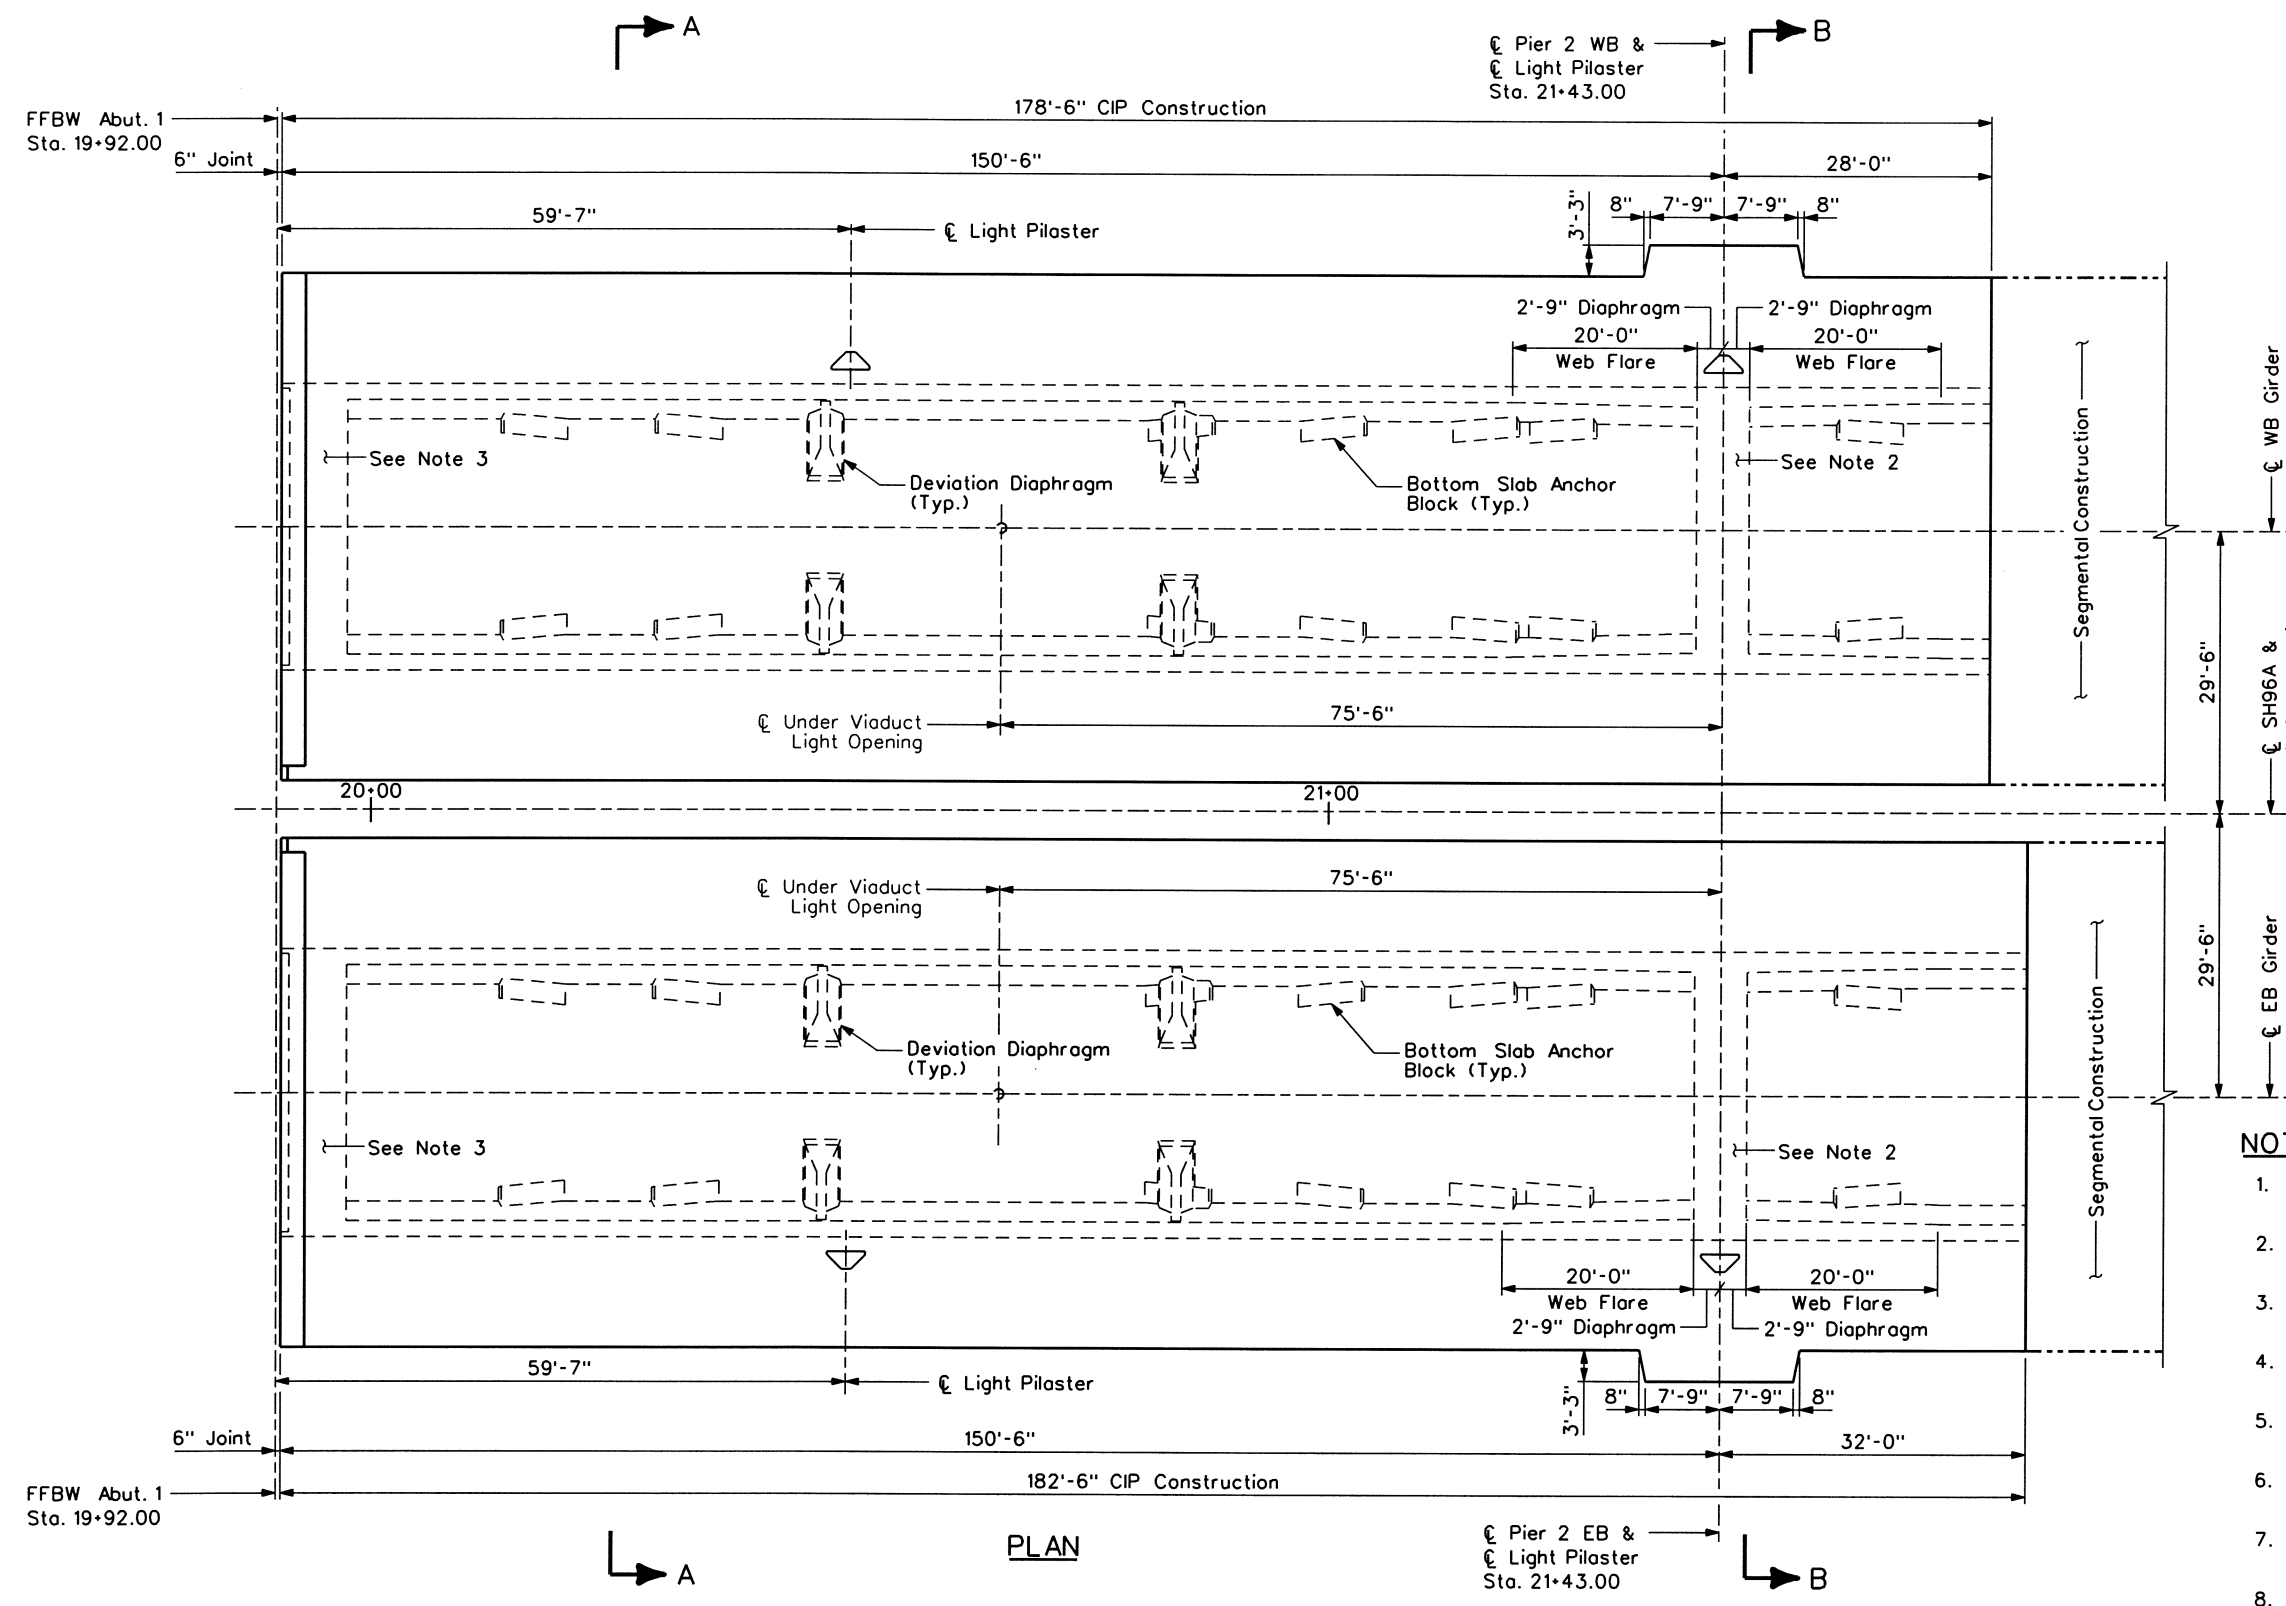 A
℄ Pier 2 WB &
℄ Light Pilaster
Sta. 21+43.00
B
FFBW Abut. 1
Sta. 19+92.00
178'-6" CIP Construction
6" Joint
150'-6"
28'-0"
59'-7"
℄ Light Pilaster
3'-3"
8"
7'-9"
7'-9"
8"
2'-9" Diaphragm
2'-9" Diaphragm
20'-0"
Web Flare
20'-0"
Web Flare
See Note 3
Deviation Diaphragm
(Typ.)
Bottom Slab Anchor
Block (Typ.)
See Note 2
Segmental Construction
℄ WB Girder
℄ Under Viaduct
Light Opening
75'-6"
29'-6"
℄ SH96A &
20+00
21+00
℄ Under Viaduct
Light Opening
75'-6"
29'-6"
℄ EB Girder
Deviation Diaphragm
(Typ.)
Bottom Slab Anchor
Block (Typ.)
See Note 3
See Note 2
Segmental Construction
20'-0"
Web Flare
20'-0"
Web Flare
2'-9" Diaphragm
2'-9" Diaphragm
59'-7"
℄ Light Pilaster
3'-3"
8"
7'-9"
7'-9"
8"
6" Joint
150'-6"
32'-0"
FFBW Abut. 1
Sta. 19+92.00
182'-6" CIP Construction
A
PLAN
℄ Pier 2 EB &
℄ Light Pilaster
Sta. 21+43.00
B
1.
2.
3.
4.
5.
6.
7.
8.